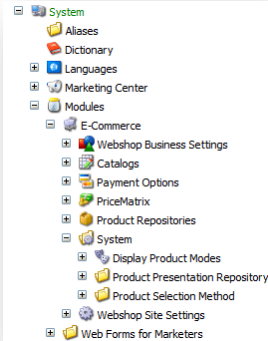 System
Aliases
Dictionary
Languages
Marketing Center
Modules
E-Commerce
Webshop Business Settings
Catalogs
Payment Options
PriceMatrix
Product Repositories
System
Display Product Modes
Product Presentation Repository
Product Selection Method
Webshop Site Settings
Web Forms for Marketers